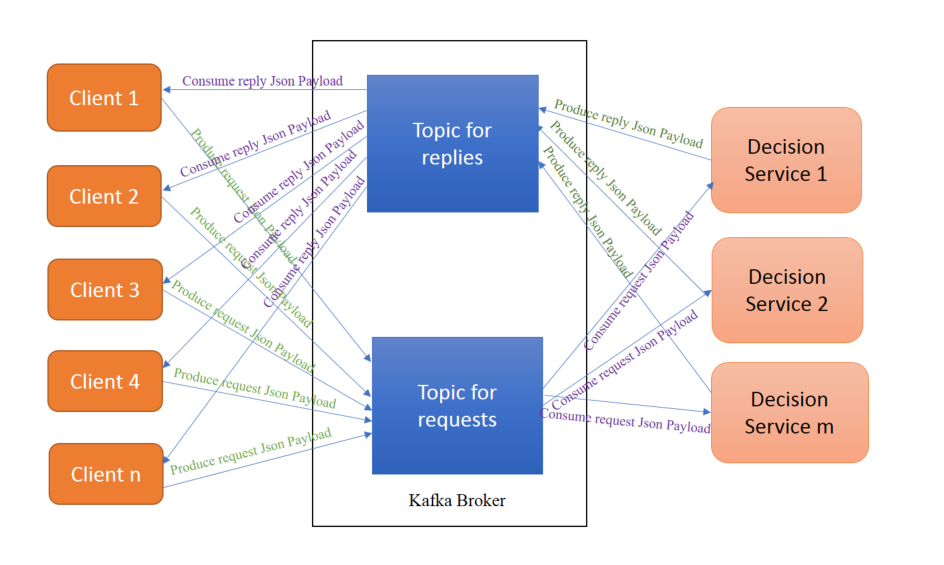 Client 1
Client 2
Client 3
Client 4
Client n
Consume reply Json Payload
Consume reply Json Payload
Consume reply Json Payload
Consume reply Json Payload
Consume reply Json Payload
Produce request Json Payload
Produce request Json Payload
Produce request Json Payload
Produce request Json Payload
Produce request Json Payload
Topic for
replies
Topic for
requests
Kafka Broker
Produce reply Json Payload
Produce reply Json Payload
Produce reply Json Payload
Consume request Json Payload
C Consume request Json Payload
Consume request Json Payload
Decision
Service 1
Decision
Service 2
Decision
Service m